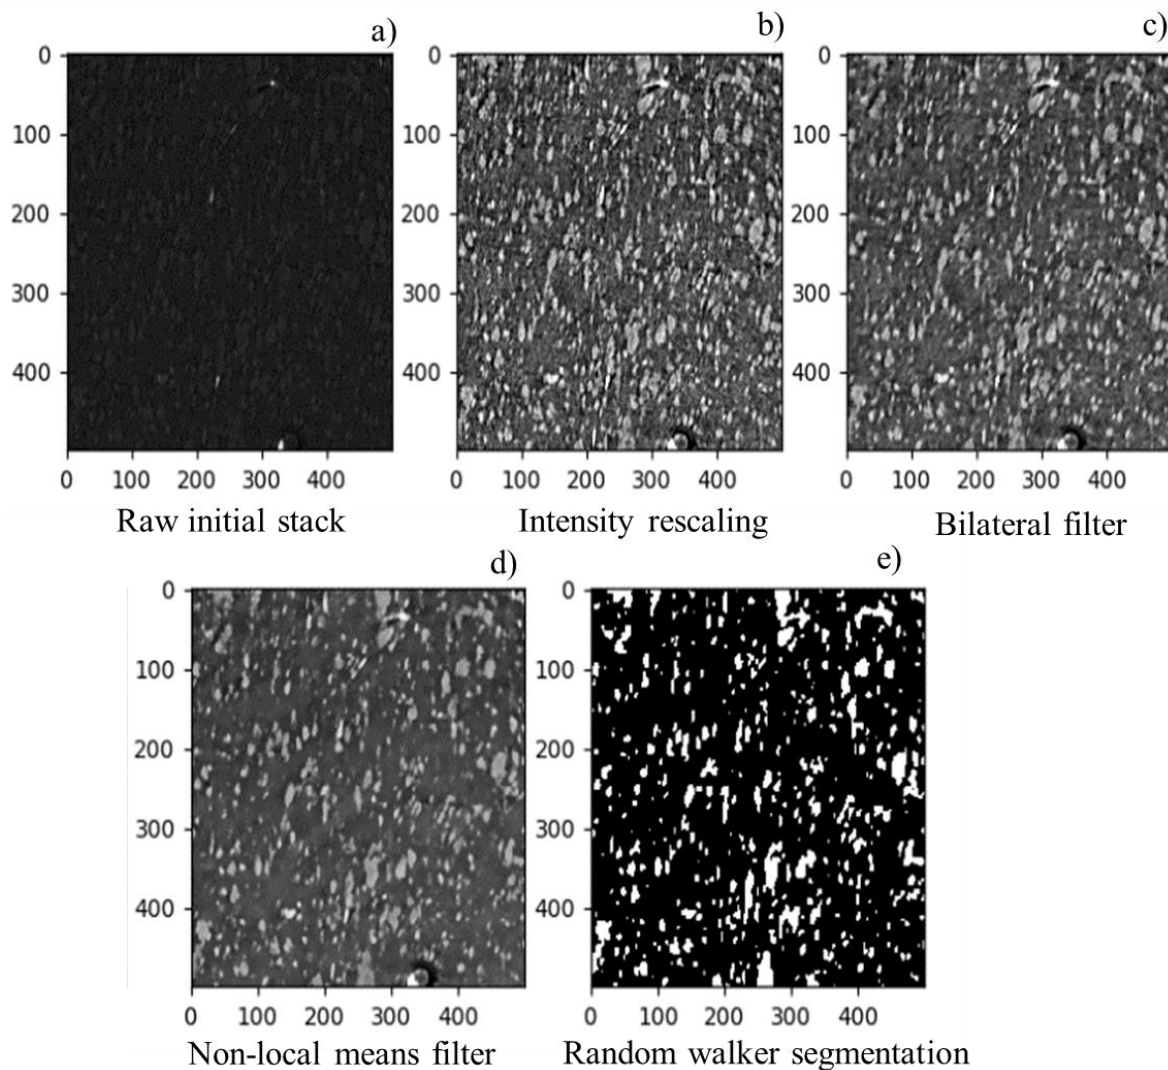 a)
b)
c)
0
100
200
300
400
0 100 200 300 400
Raw initial stack
0
100
200
300
400
0 100 200 300 400
Intensity rescaling
0
100
200
300
400
0 100 200 300 400
Bilateral filter
d)
e)
0
100
200
300
400
0 100 200 300 400
Non-local means filter
0
100
200
300
400
0 100 200 300 400
Random walker segmentation